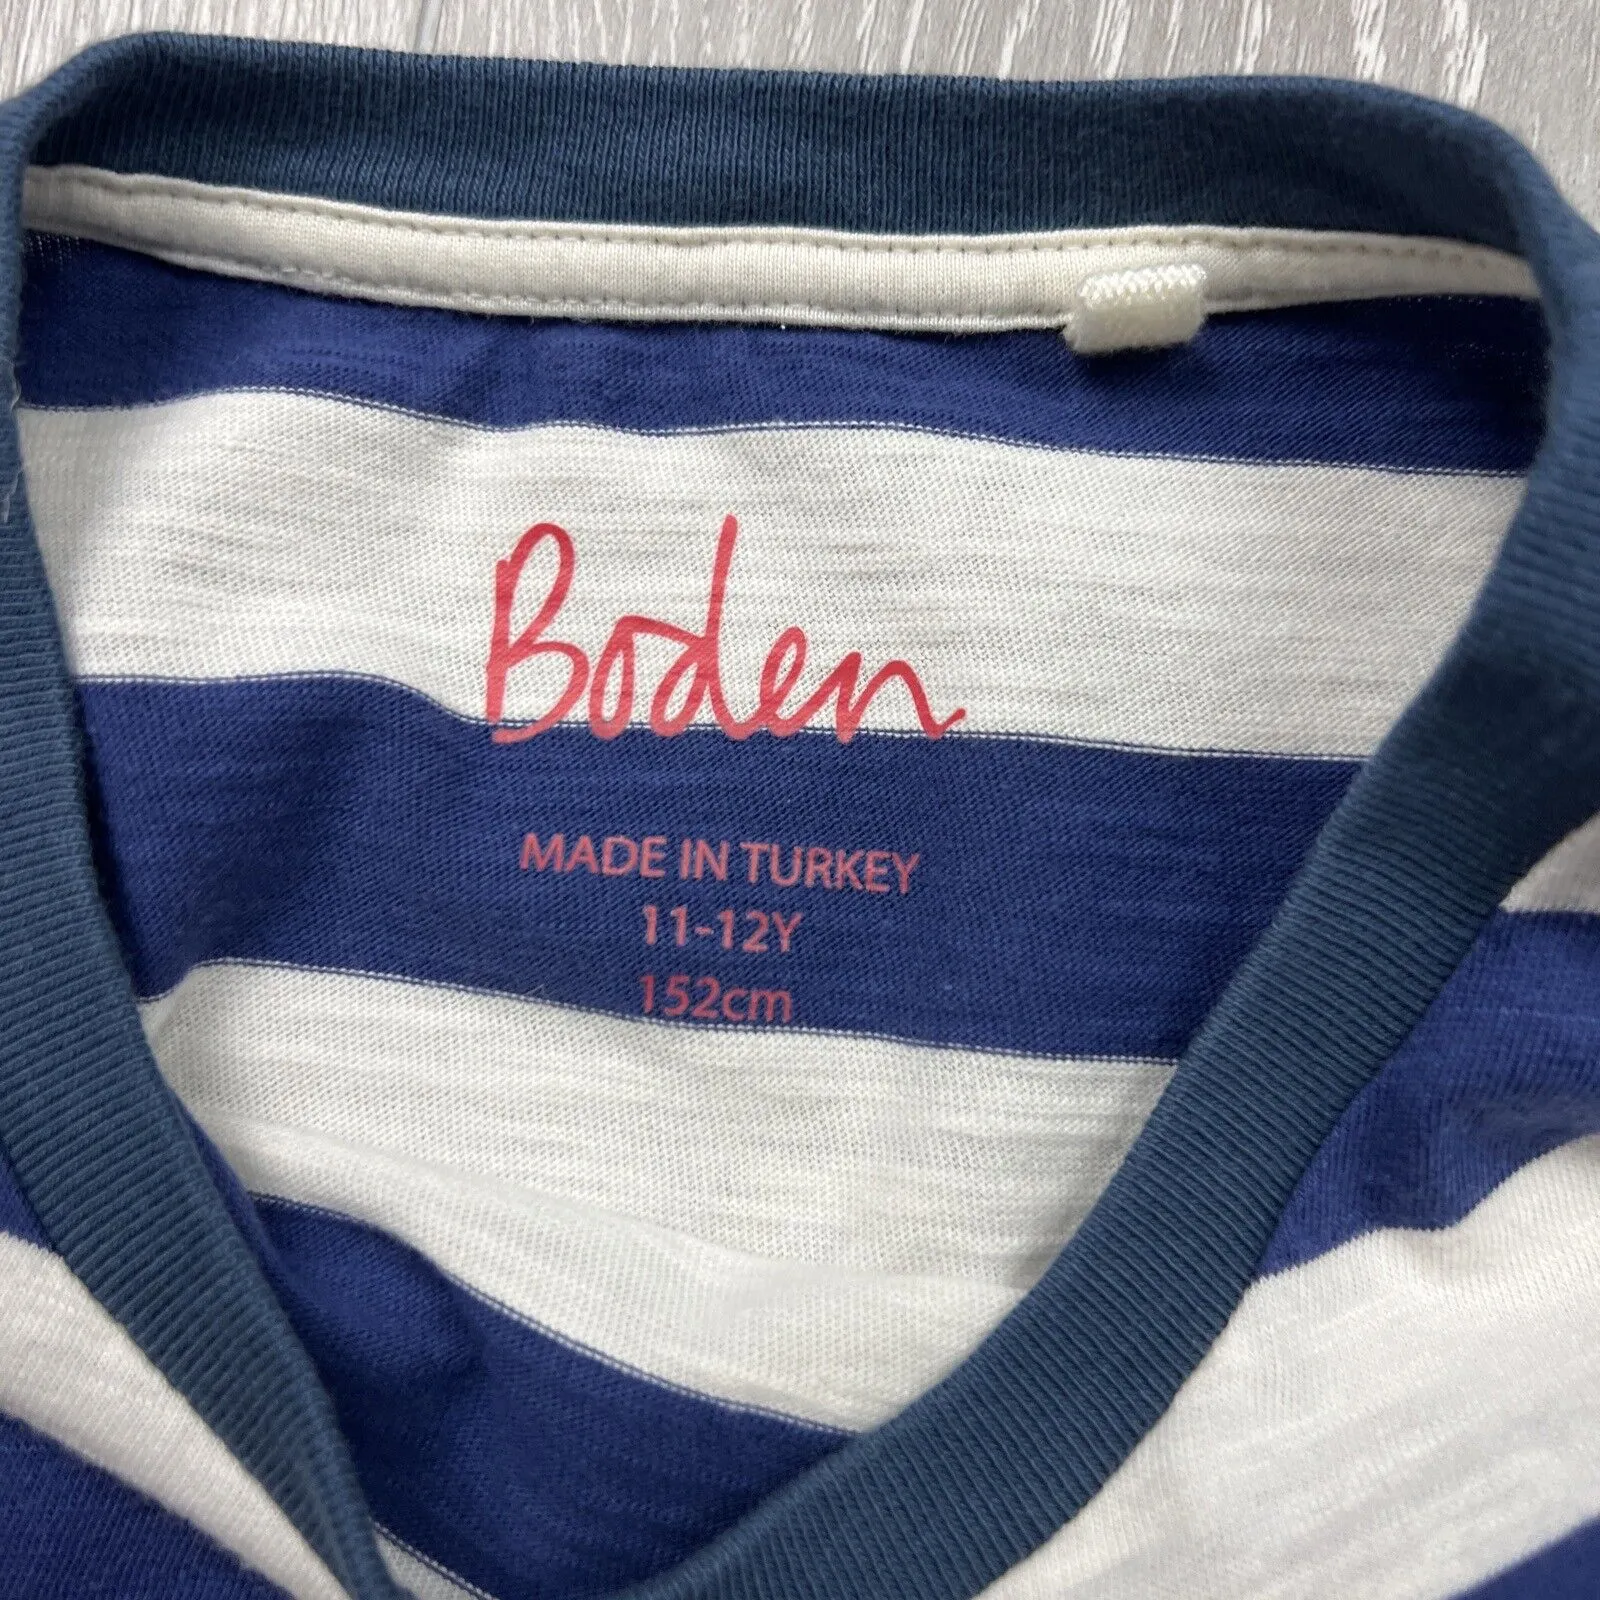 Boden
MADE IN TURKEY
11-12Y
152cm